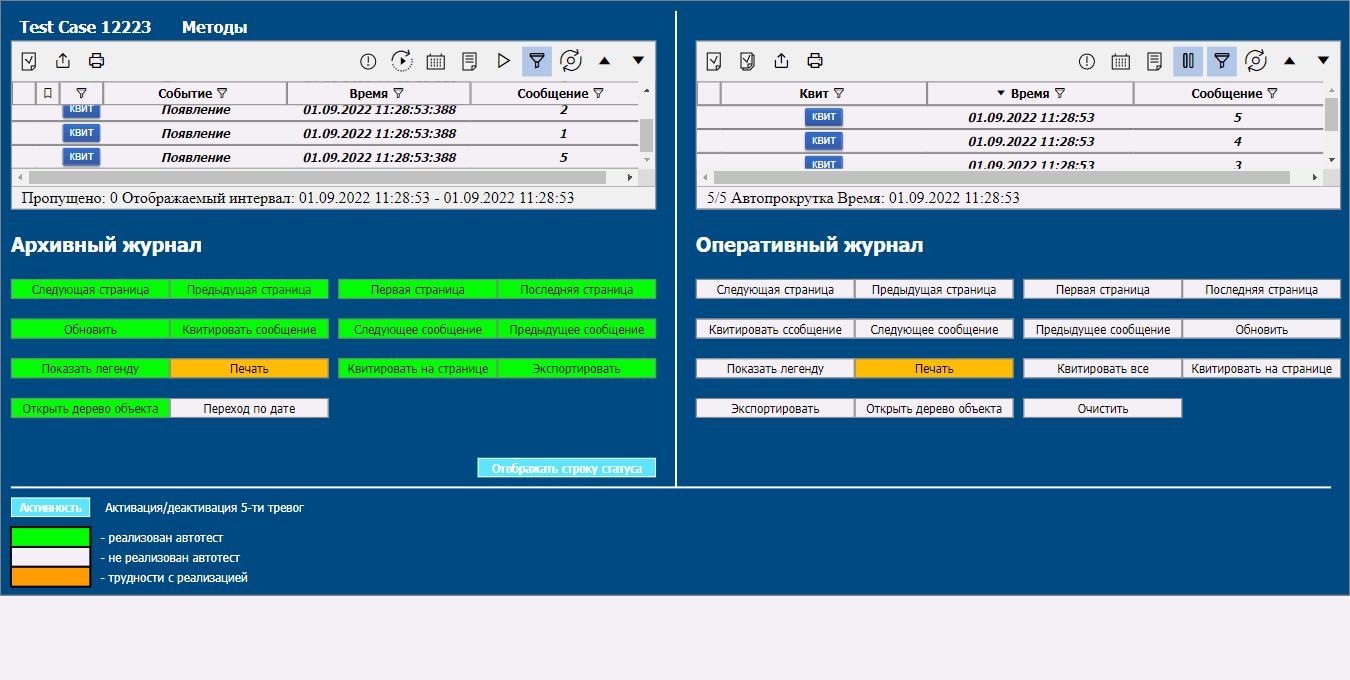 Test Case 12223 Методы
Событие Время Сообщение
КВИТ Появление 01.09.2022 11:28:53:388 2
КВИТ Появление 01.09.2022 11:28:53:388 1
КВИТ Появление 01.09.2022 11:28:53:388 5
Пропущено: 0 Отображаемый интервал: 01.09.2022 11:28:53 - 01.09.2022 11:28:53
Квит Время Сообщение
КВИТ 01.09.2022 11:28:53 5
КВИТ 01.09.2022 11:28:53 4
КВИТ 01.09.2022 11:28:53 3
5/5 Автопрокрутка Время: 01.09.2022 11:28:53
Архивный журнал
Следующая страница Предыдущая страница Первая страница Последняя страница
Обновить Квитировать сообщение Следующее сообщение Предыдущее сообщение
Показать легенду Печать Квитировать на странице Экспортировать
Открыть дерево объекта Переход по дате
Отображать строку статуса
Оперативный журнал
Следующая страница Предыдущая страница Первая страница Последняя страница
Квитировать ссобщение Следующее сообщение Предыдущее сообщение Обновить
Показать легенду Печать Квитировать все Квитировать на странице
Экспортировать Открыть дерево объекта Очистить
Активность Активация/деактивация 5-ти тревог
- реализован автотест
- не реализован автотест
- трудности с реализацией